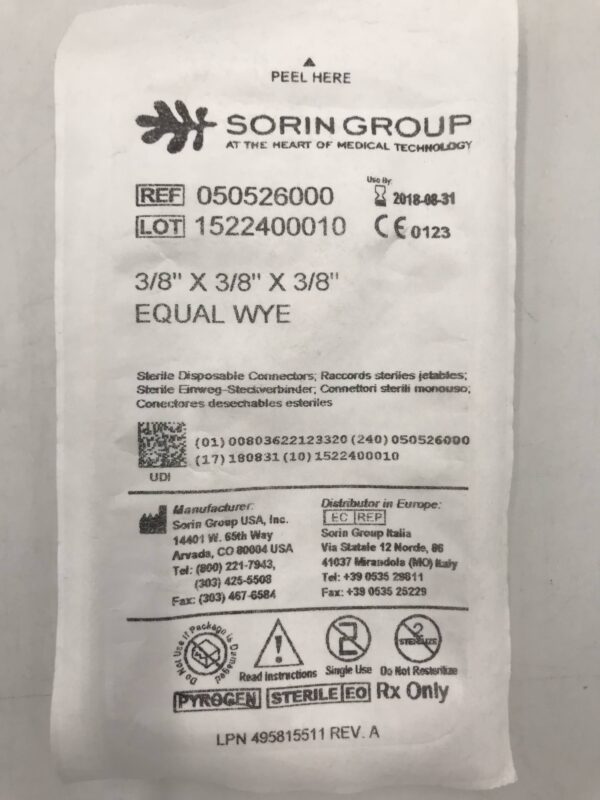 PEEL HERE
SORIN GROUP
AT THE HEART OF MEDICAL TECHNOLOGY
REF 050526000
Use By
2018-08-31
LOT 1522400010
CE 0123
3/8" X 3/8" X 3/8"
EQUAL WYE
Sterile Disposable Connectors; Raccords steriles jetables;
Sterile Einweg-Steckverbinder; Connettori sterili monouso;
Conectores desechables esteriles
(01) 00803622123320 (240) 050526000
(17) 180831 (10) 1522400010
UDI
Manufacturer:
Sorin Group USA, Inc.
14401 W. 65th Way
Arvada, CO 80004 USA
Tel: (800) 221-7943,
(303) 425-5508
Fax: (303) 467-6584
Distributor in Europe:
EC REP
Sorin Group Italia
Via Statale 12 Norde, 86
41037 Mirandola (MO) Italy
Tel: +39 0535 29811
Fax: +39 0535 25229
Do Not Use if Package is Damaged
Read Instructions
2
Single Use
2
STERILIZE
Do Not Resterilize
PYROGEN STERILE EO Rx Only
LPN 495815511 REV. A